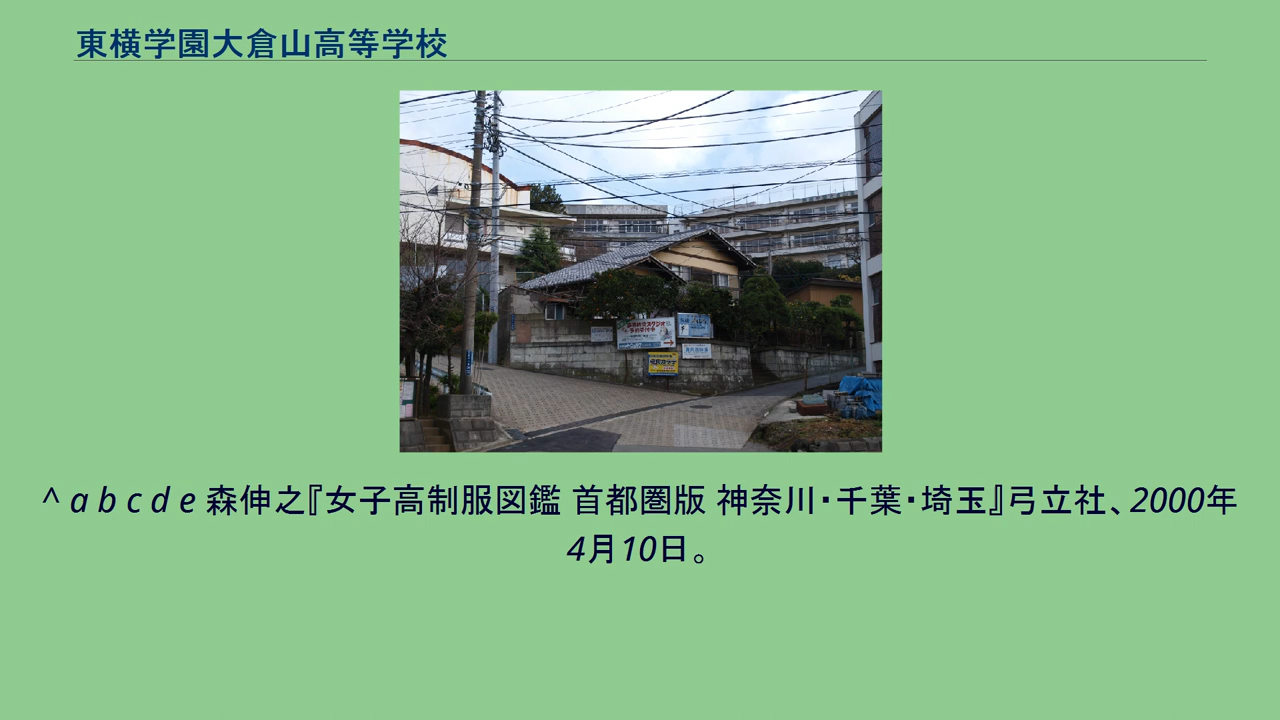 東横学園大倉山高等学校
^ a b c d e 森伸之『女子高制服図鑑 首都圏版 神奈川・千葉・埼玉』弓立社、2000年
4月10日。